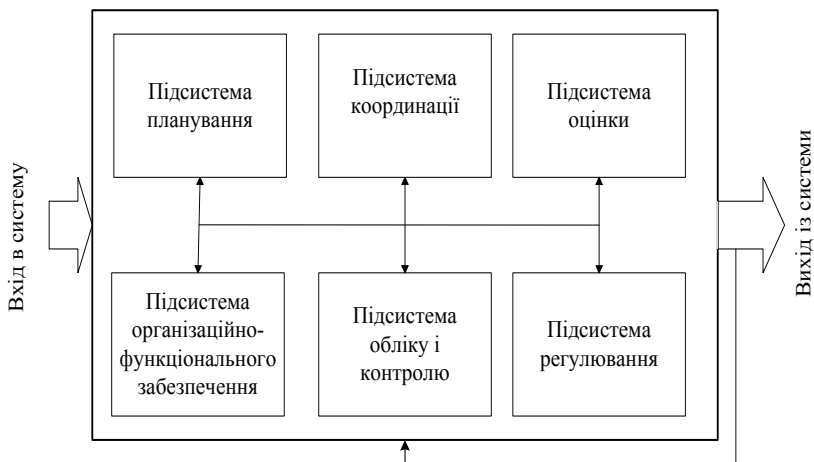 Вхід в систему
Підсистема
планування
Підсистема
координації
Підсистема
оцінки
Підсистема
організаційно-
функціонального
забезпечення
Підсистема
обліку і
контролю
Підсистема
регулювання
Вихід із системи